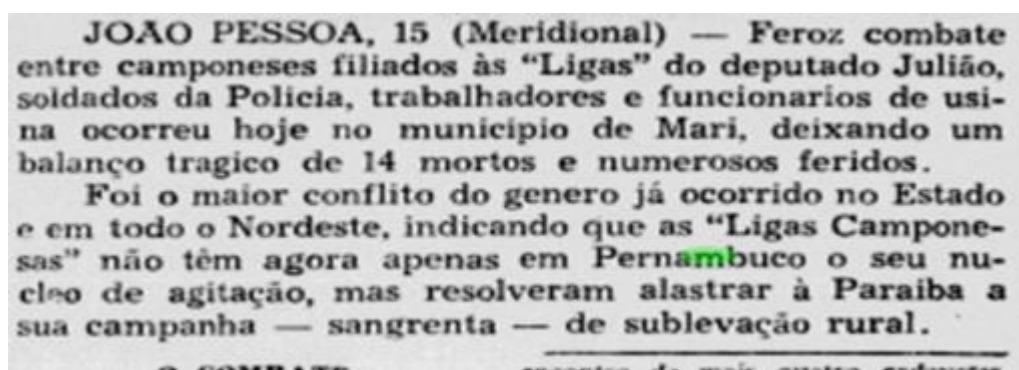 JOÃO PESSOA, 15 (Meridional) — Feroz combate
entre camponeses filiados às “Ligas” do deputado Julião,
soldados da Policia, trabalhadores e funcionarios de usi-
na ocorreu hoje no municipio de Mari, deixando um
balanço tragico de 14 mortos e numerosos feridos.
Foi o maior conflito do genero já ocorrido no Estado
e em todo o Nordeste, indicando que as “Ligas Campone-
sas” não têm agora apenas em Pernambuco o seu nu-
cleo de agitação, mas resolveram alastrar à Paraiba a
sua campanha — sangrenta — de sublevação rural.
O COMBATE